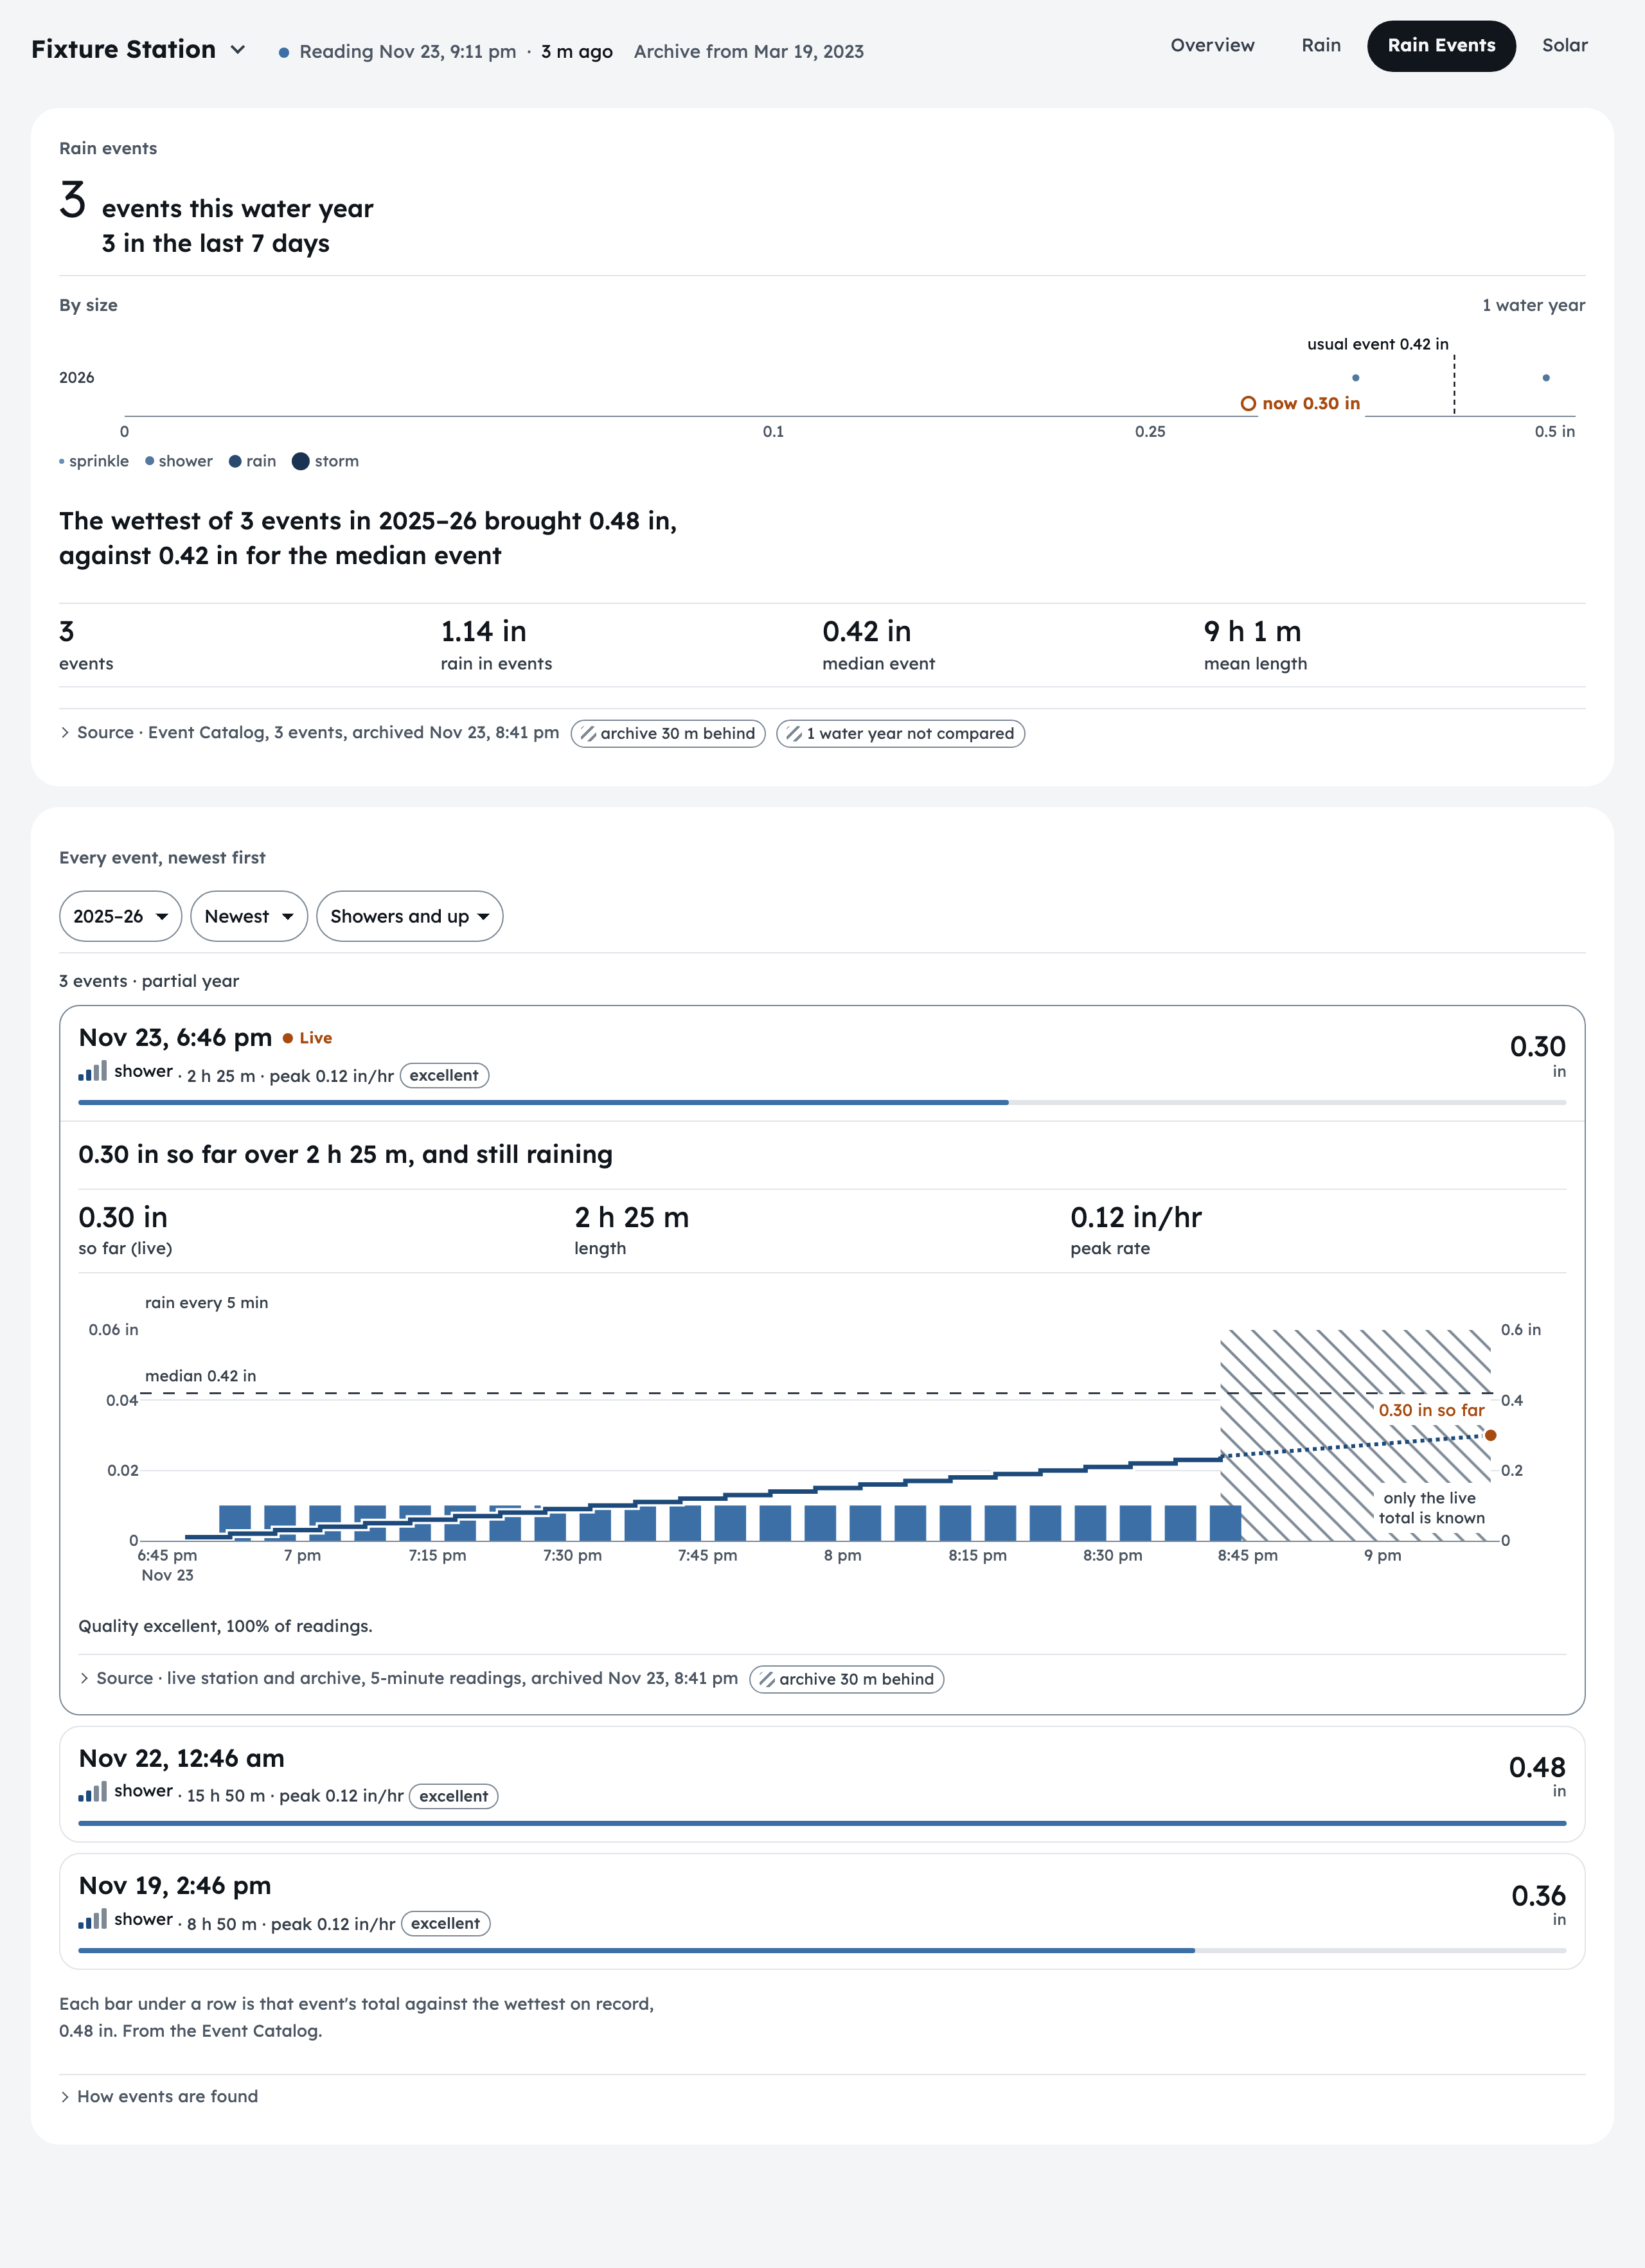 Fixture Station
Reading Nov 23, 9:11 pm · 3 m ago Archive from Mar 19, 2023
Overview Rain Rain Events Solar
Rain events
3 events this water year
3 in the last 7 days
By size 1 water year
usual event 0.42 in
2026
now 0.30 in
0 0.1 0.25 0.5 in
sprinkle shower rain storm
The wettest of 3 events in 2025–26 brought 0.48 in,
against 0.42 in for the median event
3 1.14 in 0.42 in 9 h 1 m
events rain in events median event mean length
Source · Event Catalog, 3 events, archived Nov 23, 8:41 pm archive 30 m behind 1 water year not compared
Every event, newest first
2025–26 Newest Showers and up
3 events · partial year
Nov 23, 6:46 pm Live
0.30
shower · 2 h 25 m · peak 0.12 in/hr excellent
in
0.30 in so far over 2 h 25 m, and still raining
0.30 in 2 h 25 m 0.12 in/hr
so far (live) length peak rate
rain every 5 min
0.06 in 0.6 in
median 0.42 in
0.04 0.4
0.30 in so far
0.02 0.2
only the live
total is known
0 0
6:45 pm 7 pm 7:15 pm 7:30 pm 7:45 pm 8 pm 8:15 pm 8:30 pm 8:45 pm 9 pm
Nov 23
Quality excellent, 100% of readings.
Source · live station and archive, 5-minute readings, archived Nov 23, 8:41 pm archive 30 m behind
Nov 22, 12:46 am
0.48
shower · 15 h 50 m · peak 0.12 in/hr excellent
in
Nov 19, 2:46 pm
0.36
shower · 8 h 50 m · peak 0.12 in/hr excellent
in
Each bar under a row is that event's total against the wettest on record,
0.48 in. From the Event Catalog.
How events are found